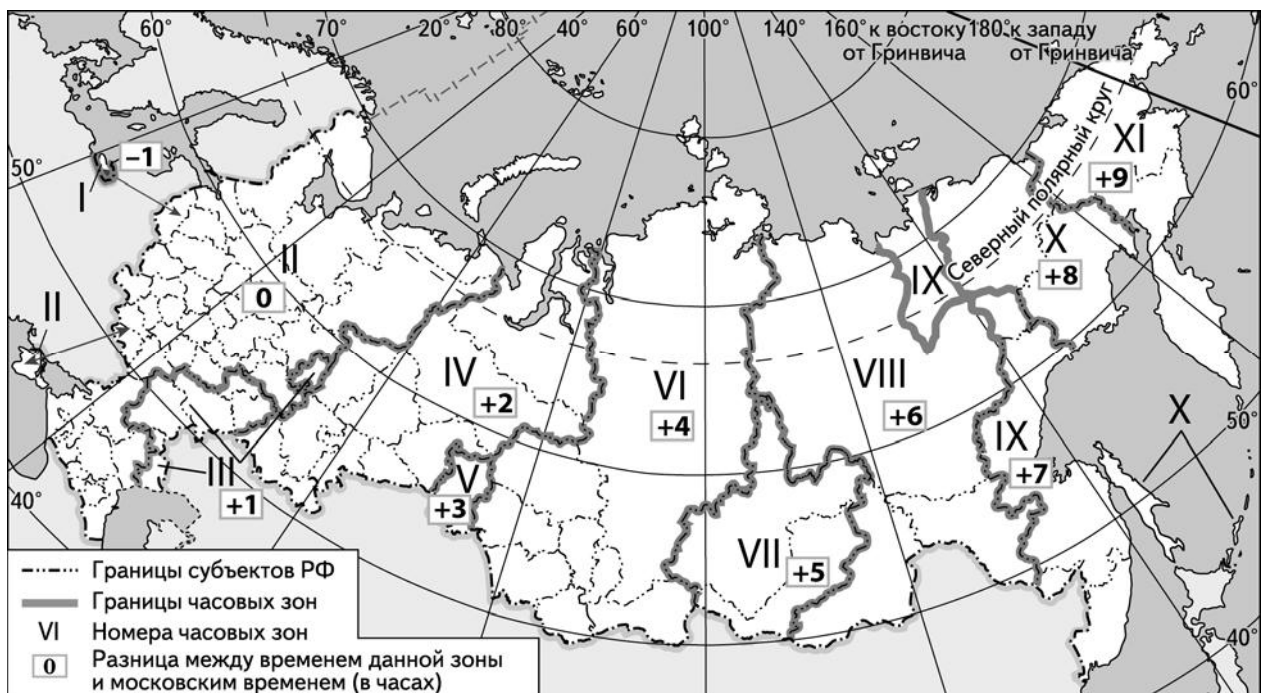 60° 70° 20° 80° 40° 60° 100° 140° 160° к востоку 180° к западу
от Гринвича от Гринвича
60°
50°
–1
I
II
0
II
IV
+2
V
+3
III
+1
VI
+4
VII
+5
VIII
+6
IX
IX
+7
Северный полярный круг
X
+8
XI
+9
X
50°
40°
40°
Границы субъектов РФ
Границы часовых зон
VI Номера часовых зон
0 Разница между временем данной зоны
и московским временем (в часах)